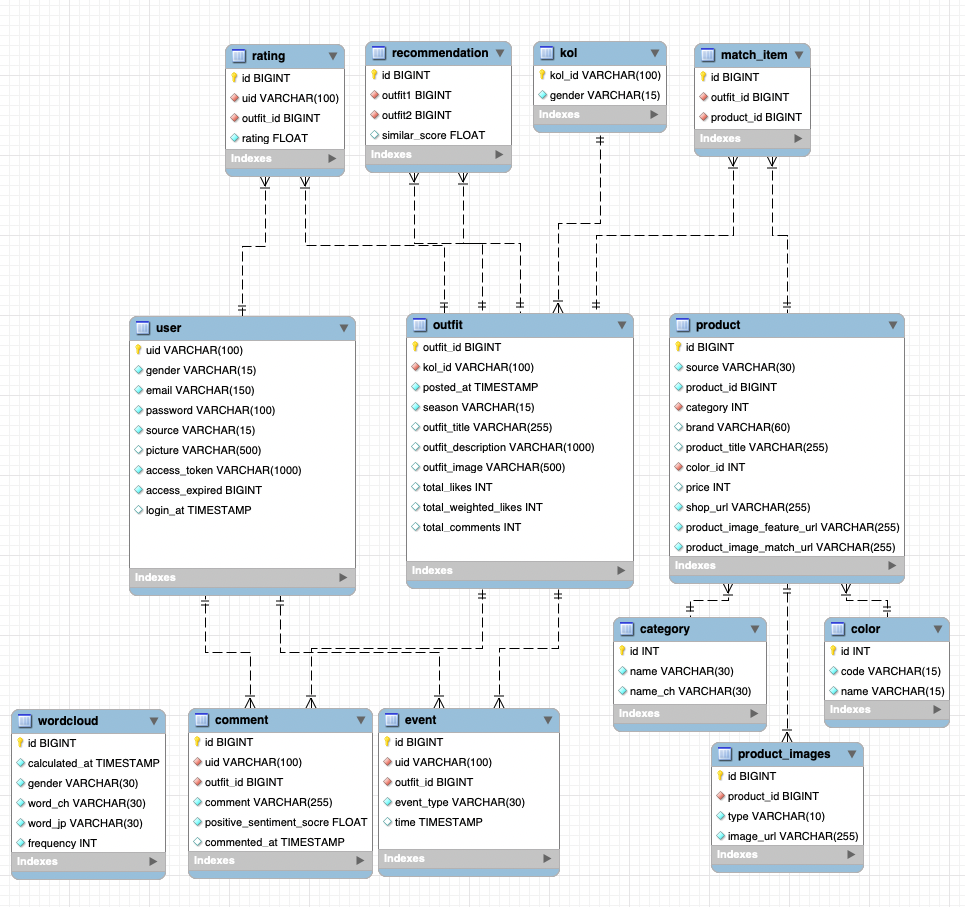 rating
id BIGINT
uid VARCHAR(100)
outfit_id BIGINT
rating FLOAT
Indexes
recommendation
id BIGINT
outfit1 BIGINT
outfit2 BIGINT
similar_score FLOAT
Indexes
kol
kol_id VARCHAR(100)
gender VARCHAR(15)
Indexes
match_item
id BIGINT
outfit_id BIGINT
product_id BIGINT
Indexes
user
uid VARCHAR(100)
gender VARCHAR(15)
email VARCHAR(150)
password VARCHAR(100)
source VARCHAR(15)
picture VARCHAR(500)
access_token VARCHAR(1000)
access_expired BIGINT
login_at TIMESTAMP
Indexes
outfit
outfit_id BIGINT
kol_id VARCHAR(100)
posted_at TIMESTAMP
season VARCHAR(15)
outfit_title VARCHAR(255)
outfit_description VARCHAR(1000)
outfit_image VARCHAR(500)
total_likes INT
total_weighted_likes INT
total_comments INT
Indexes
product
id BIGINT
source VARCHAR(30)
product_id BIGINT
category INT
brand VARCHAR(60)
product_title VARCHAR(255)
color_id INT
price INT
shop_url VARCHAR(255)
product_image_feature_url VARCHAR(255)
product_image_match_url VARCHAR(255)
Indexes
category
id INT
name VARCHAR(30)
name_ch VARCHAR(30)
Indexes
color
id INT
code VARCHAR(15)
name VARCHAR(15)
Indexes
wordcloud
id BIGINT
calculated_at TIMESTAMP
gender VARCHAR(30)
word_ch VARCHAR(30)
word_jp VARCHAR(30)
frequency INT
Indexes
comment
id BIGINT
uid VARCHAR(100)
outfit_id BIGINT
comment VARCHAR(255)
positive_sentiment_socre FLOAT
commented_at TIMESTAMP
Indexes
event
id BIGINT
uid VARCHAR(100)
outfit_id BIGINT
event_type VARCHAR(30)
time TIMESTAMP
Indexes
product_images
id BIGINT
product_id BIGINT
type VARCHAR(10)
image_url VARCHAR(255)
Indexes